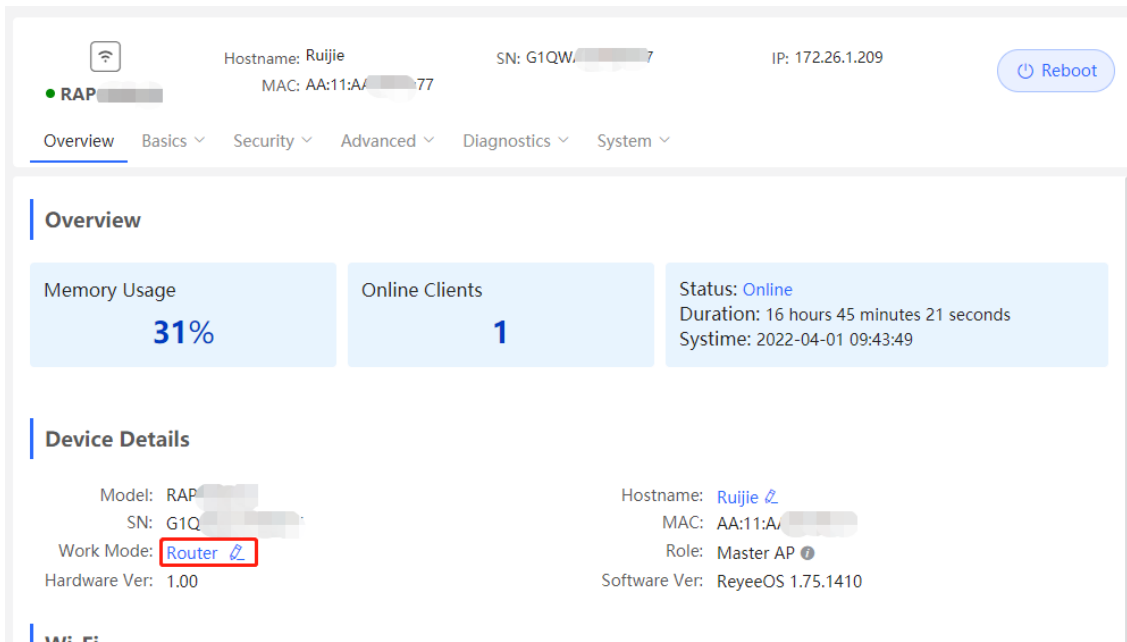 Hostname: Ruijie SN: G1QW 7 IP: 172.26.1.209
Reboot
RAP MAC: AA:11:A 77
Overview Basics Security Advanced Diagnostics System
Overview
Memory Usage Online Clients Status: Online
31% 1 Duration: 16 hours 45 minutes 21 seconds
Systime: 2022-04-01 09:43:49
Device Details
Model: RAP Hostname: Ruijie
SN: G1Q MAC: AA:11:A
Work Mode: Router Role: Master AP
Hardware Ver: 1.00 Software Ver: ReyeeOS 1.75.1410
Wi-Fi